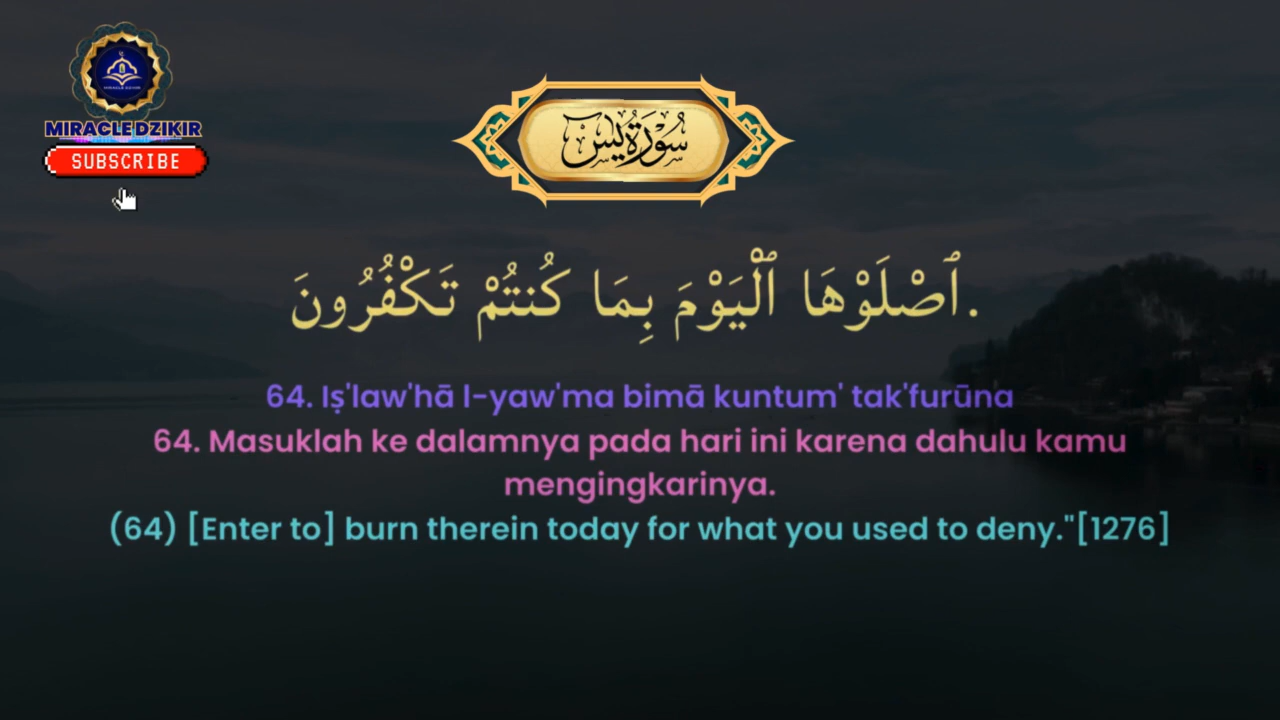 MIRACLE DZIKIR
SUBSCRIBE
سُورَةُ يس
ٱصْلَوْهَا ٱلْيَوْمَ بِمَا كُنتُمْ تَكْفُرُونَ.
64. Iṣ'law'hā l-yaw'ma bimā kuntum' tak'furūna
64. Masuklah ke dalamnya pada hari ini karena dahulu kamu
mengingkarinya.
(64) [Enter to] burn therein today for what you used to deny."[1276]